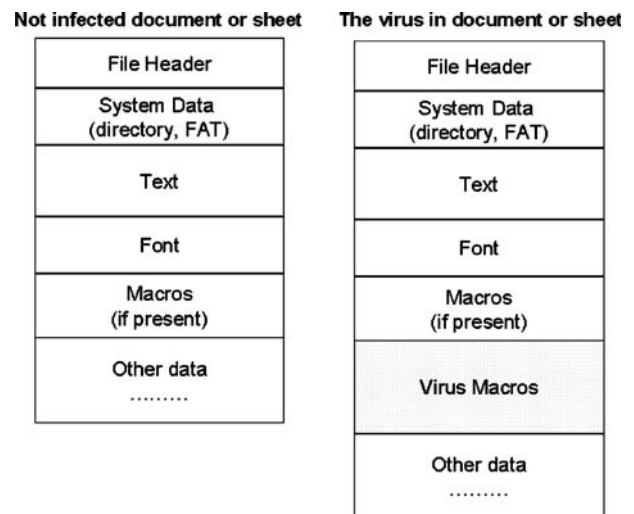 Not infected document or sheet
File Header
System Data
(directory, FAT)
Text
Font
Macros
(if present)
Other data
.........
The virus in document or sheet
File Header
System Data
(directory, FAT)
Text
Font
Macros
(if present)
Virus Macros
Other data
.........